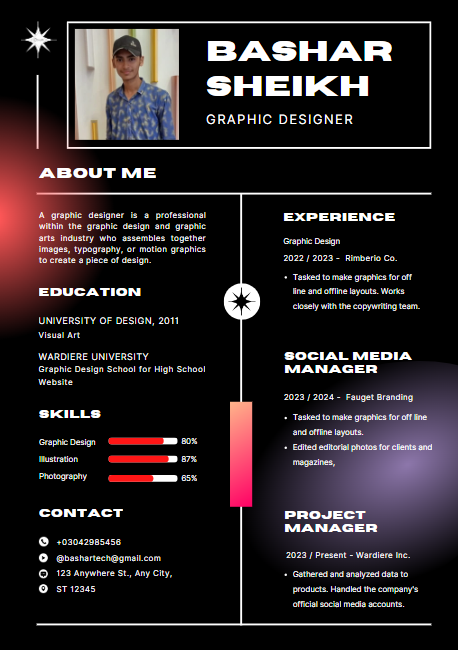 BASHAR
SHEIKH
GRAPHIC DESIGNER
ABOUT ME
A graphic designer is a professional
within the graphic design and graphic
arts industry who assembles together
images, typography, or motion graphics
to create a piece of design.
EDUCATION
UNIVERSITY OF DESIGN, 2011
Visual Art
WARDIERE UNIVERSITY
Graphic Design School for High School
Website
SKILLS
Graphic Design 80%
Illustration 87%
Photography 65%
CONTACT
+03042985456
@bashartech@gmail.com
123 Anywhere St., Any City,
ST 12345
EXPERIENCE
Graphic Design
2022 / 2023 - Rimberio Co.
• Tasked to make graphics for off
line and offline layouts. Works
closely with the copywriting team.
SOCIAL MEDIA
MANAGER
2023 / 2024 - Fauget Branding
• Tasked to make graphics for off line
and offline layouts.
• Edited editorial photos for clients and
magazines,
PROJECT
MANAGER
2023 / Present - Wardiere Inc.
• Gathered and analyzed data to
products. Handled the company's
official social media accounts.